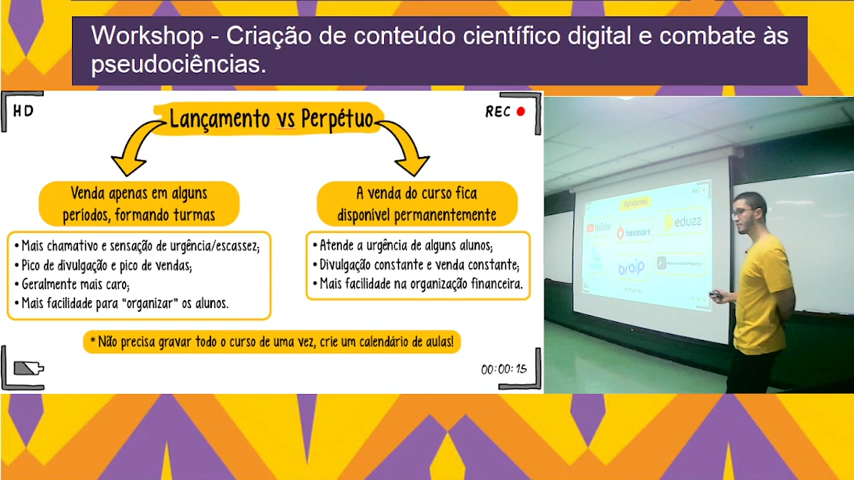 Workshop - Criação de conteúdo científico digital e combate às
pseudociências.
HD
Lançamento vs Perpétuo
REC
Venda apenas em alguns
períodos, formando turmas
• Mais chamativo e sensação de urgência/escassez;
• Pico de divulgação e pico de vendas;
• Geralmente mais caro;
• Mais facilidade para “organizar” os alunos.
A venda do curso fica
disponível permanentemente
• Atende a urgência de alguns alunos;
• Divulgação constante e venda constante;
• Mais facilidade na organização financeira.
* Não precisa gravar todo o curso de uma vez, crie um calendário de aulas!
00:00:15
YouTube
hotmart
eduzz
braip